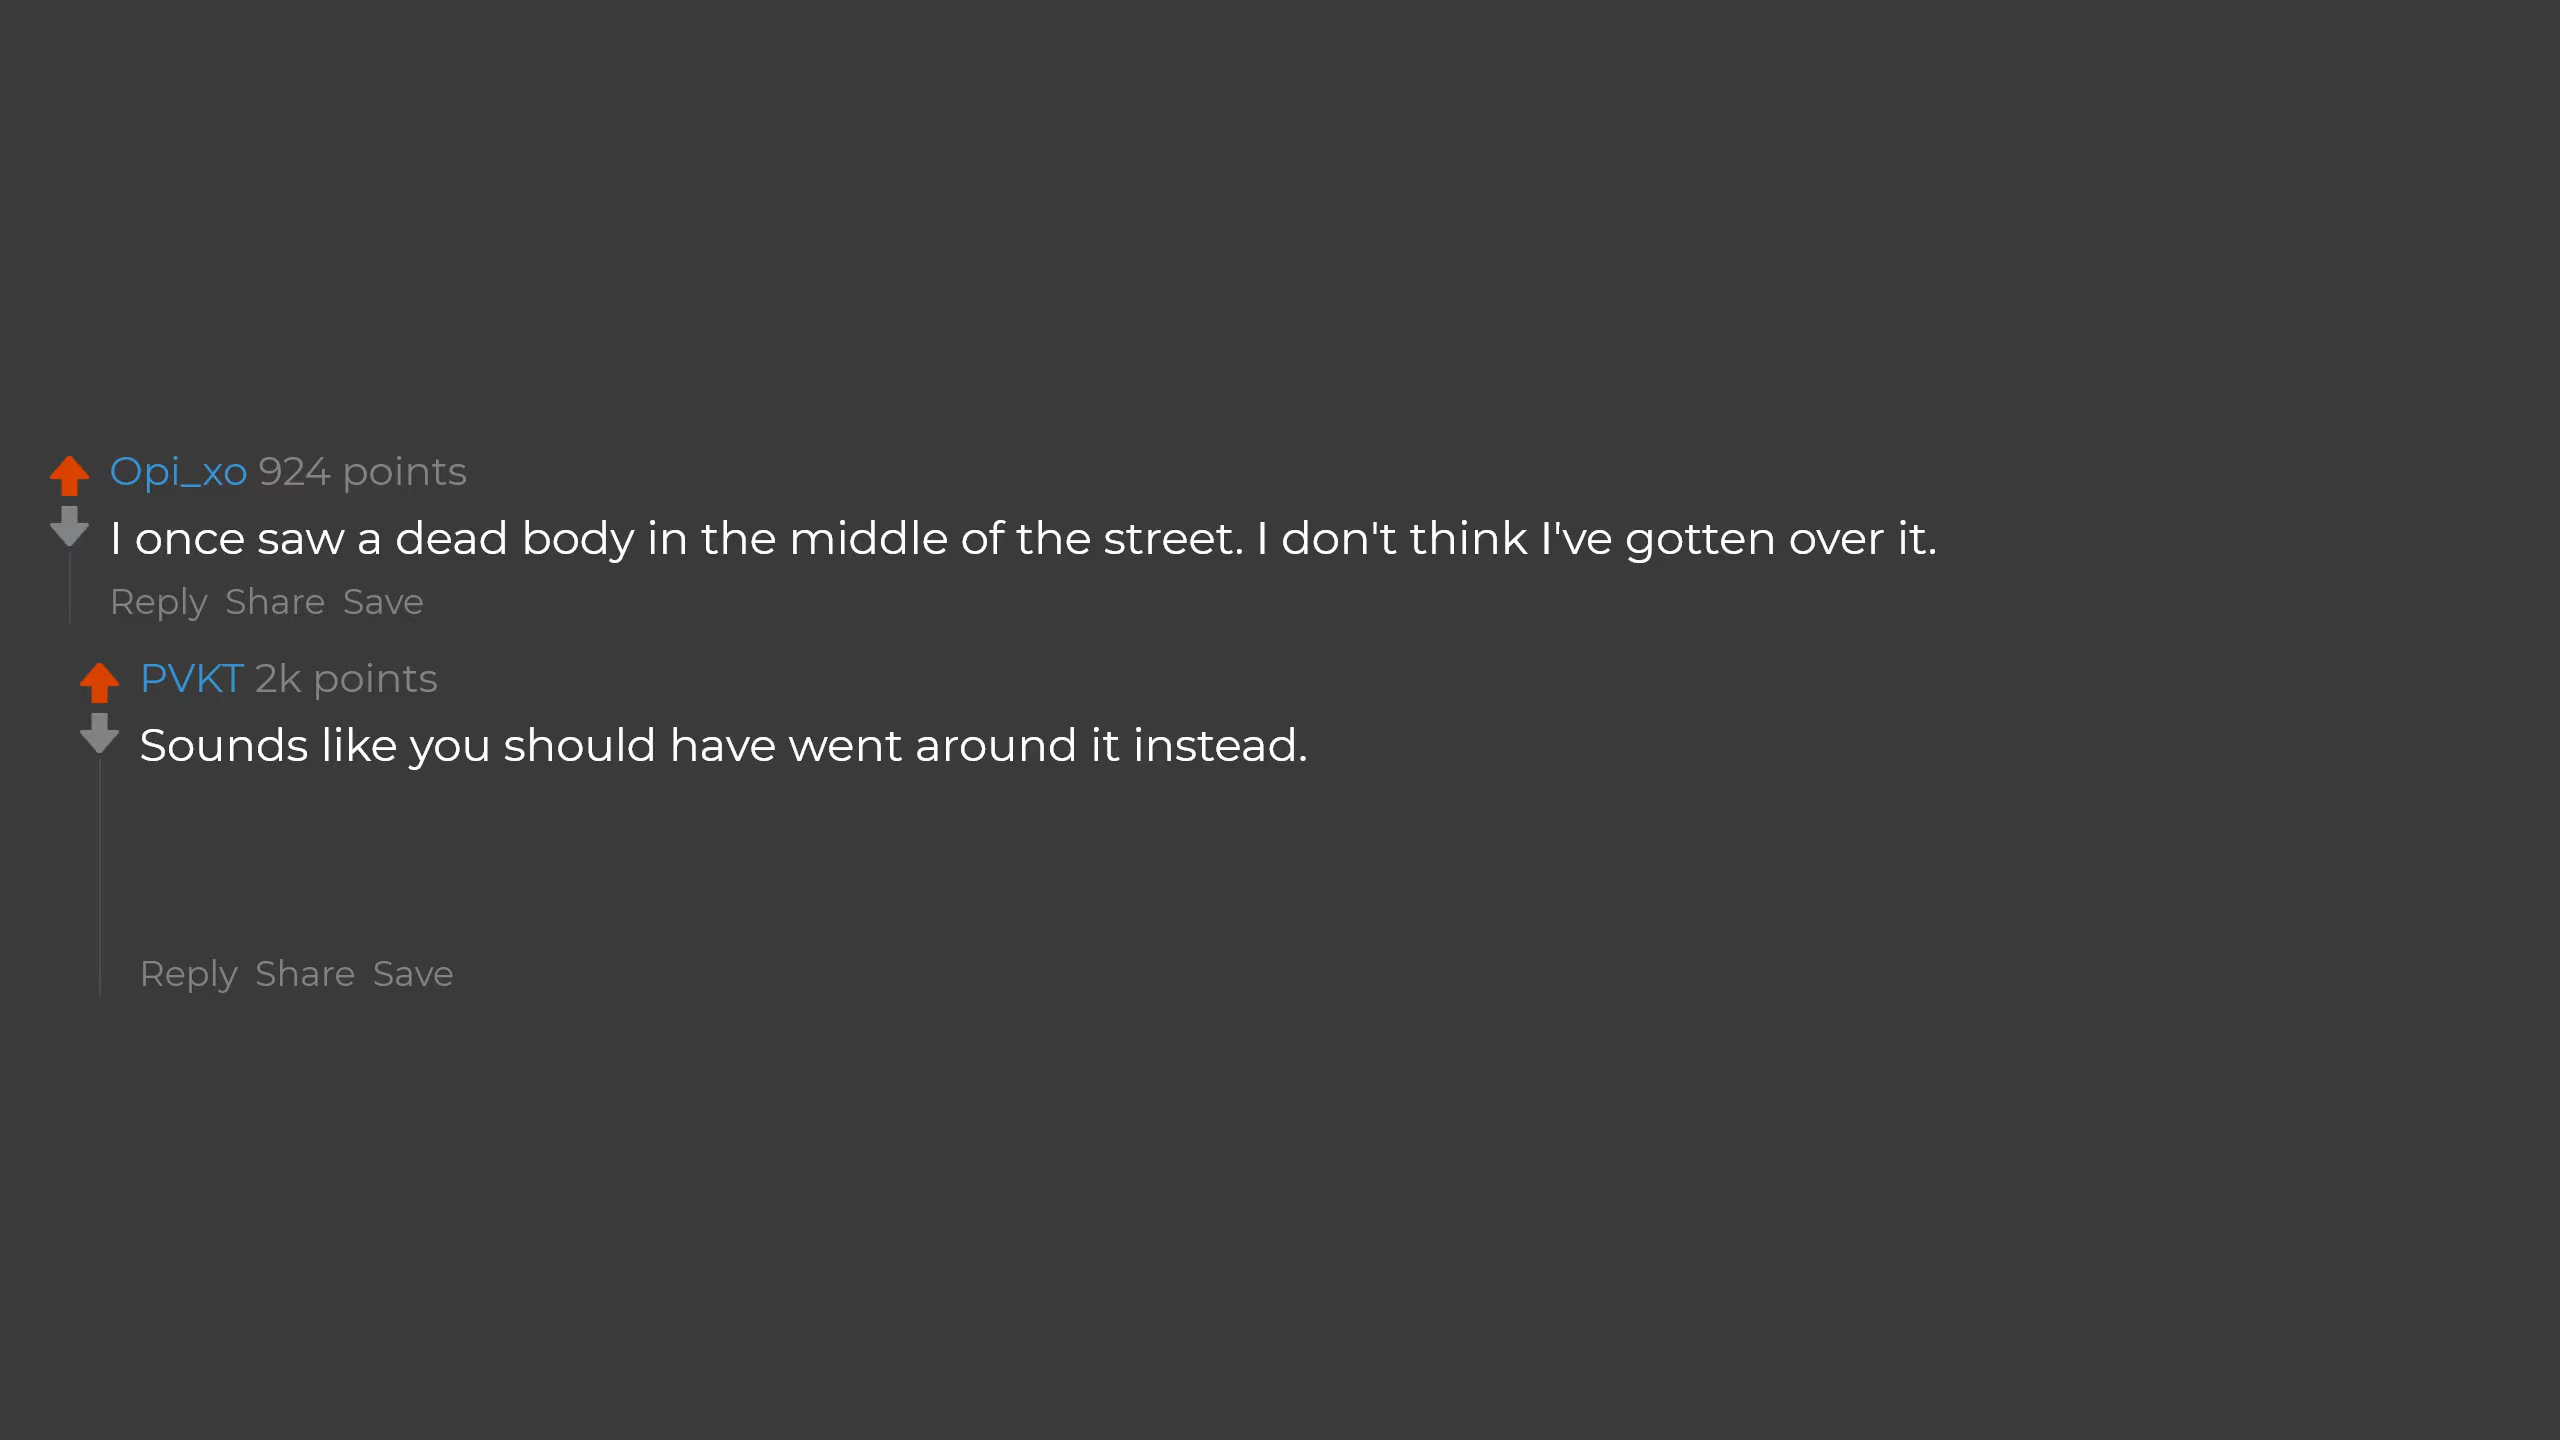 Opi_xo 924 points
I once saw a dead body in the middle of the street. I don't think I've gotten over it.
Reply Share Save
PVKT 2k points
Sounds like you should have went around it instead.
Reply Share Save